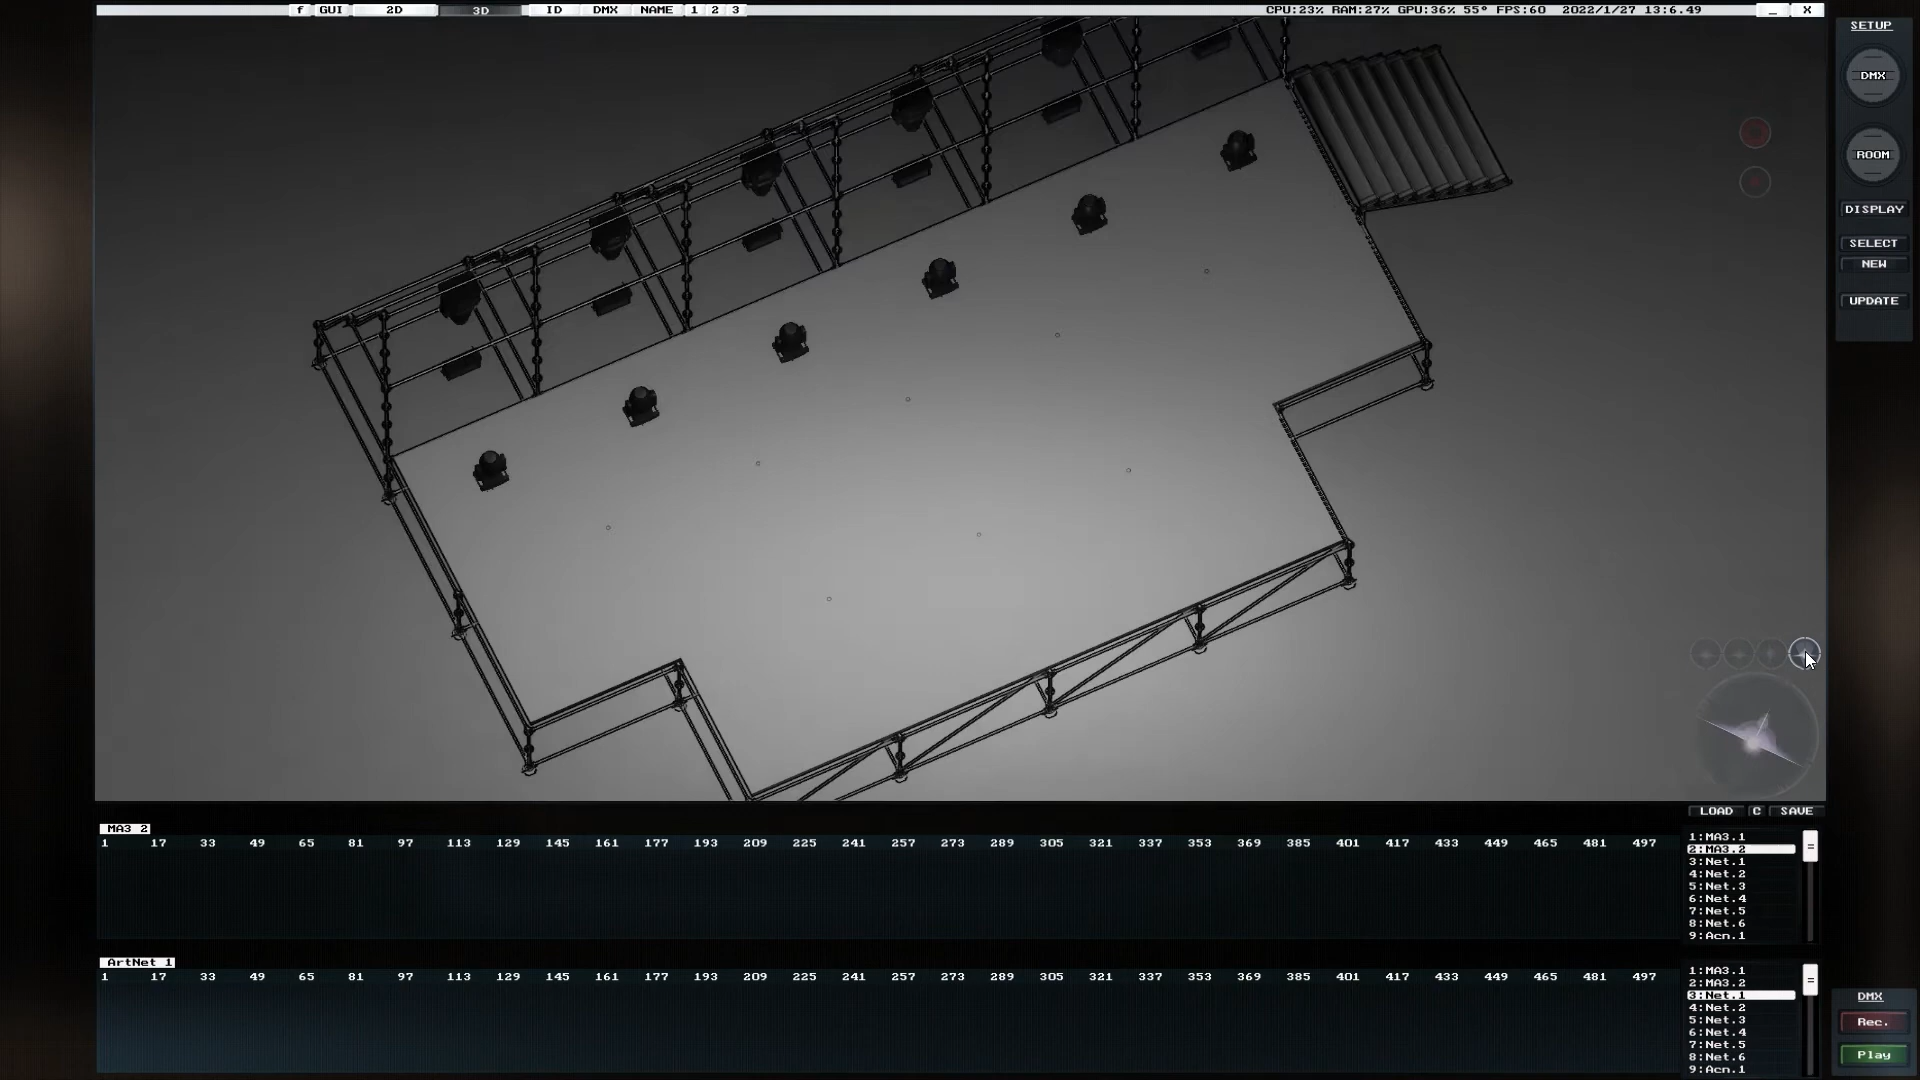 f GUI 2D 3D ID DMX NAME 1 2 3 CPU:23% RAM:27% GPU:36% 55° FPS:60 2022/1/27 13:6.49 _ X
SETUP
DMX
ROOM
DISPLAY
SELECT
NEW
UPDATE
LOAD C SAVE
MA3 2
1 17 33 49 65 81 97 113 129 145 161 177 193 209 225 241 257 273 289 305 321 337 353 369 385 401 417 433 449 465 481 497
1:MA3.1
2:MA3.2
3:Net.1
4:Net.2
5:Net.3
6:Net.4
7:Net.5
8:Net.6
9:Acn.1
ArtNet 1
1 17 33 49 65 81 97 113 129 145 161 177 193 209 225 241 257 273 289 305 321 337 353 369 385 401 417 433 449 465 481 497
1:MA3.1
2:MA3.2
3:Net.1
4:Net.2
5:Net.3
6:Net.4
7:Net.5
8:Net.6
9:Acn.1
DMX
Rec.
Play